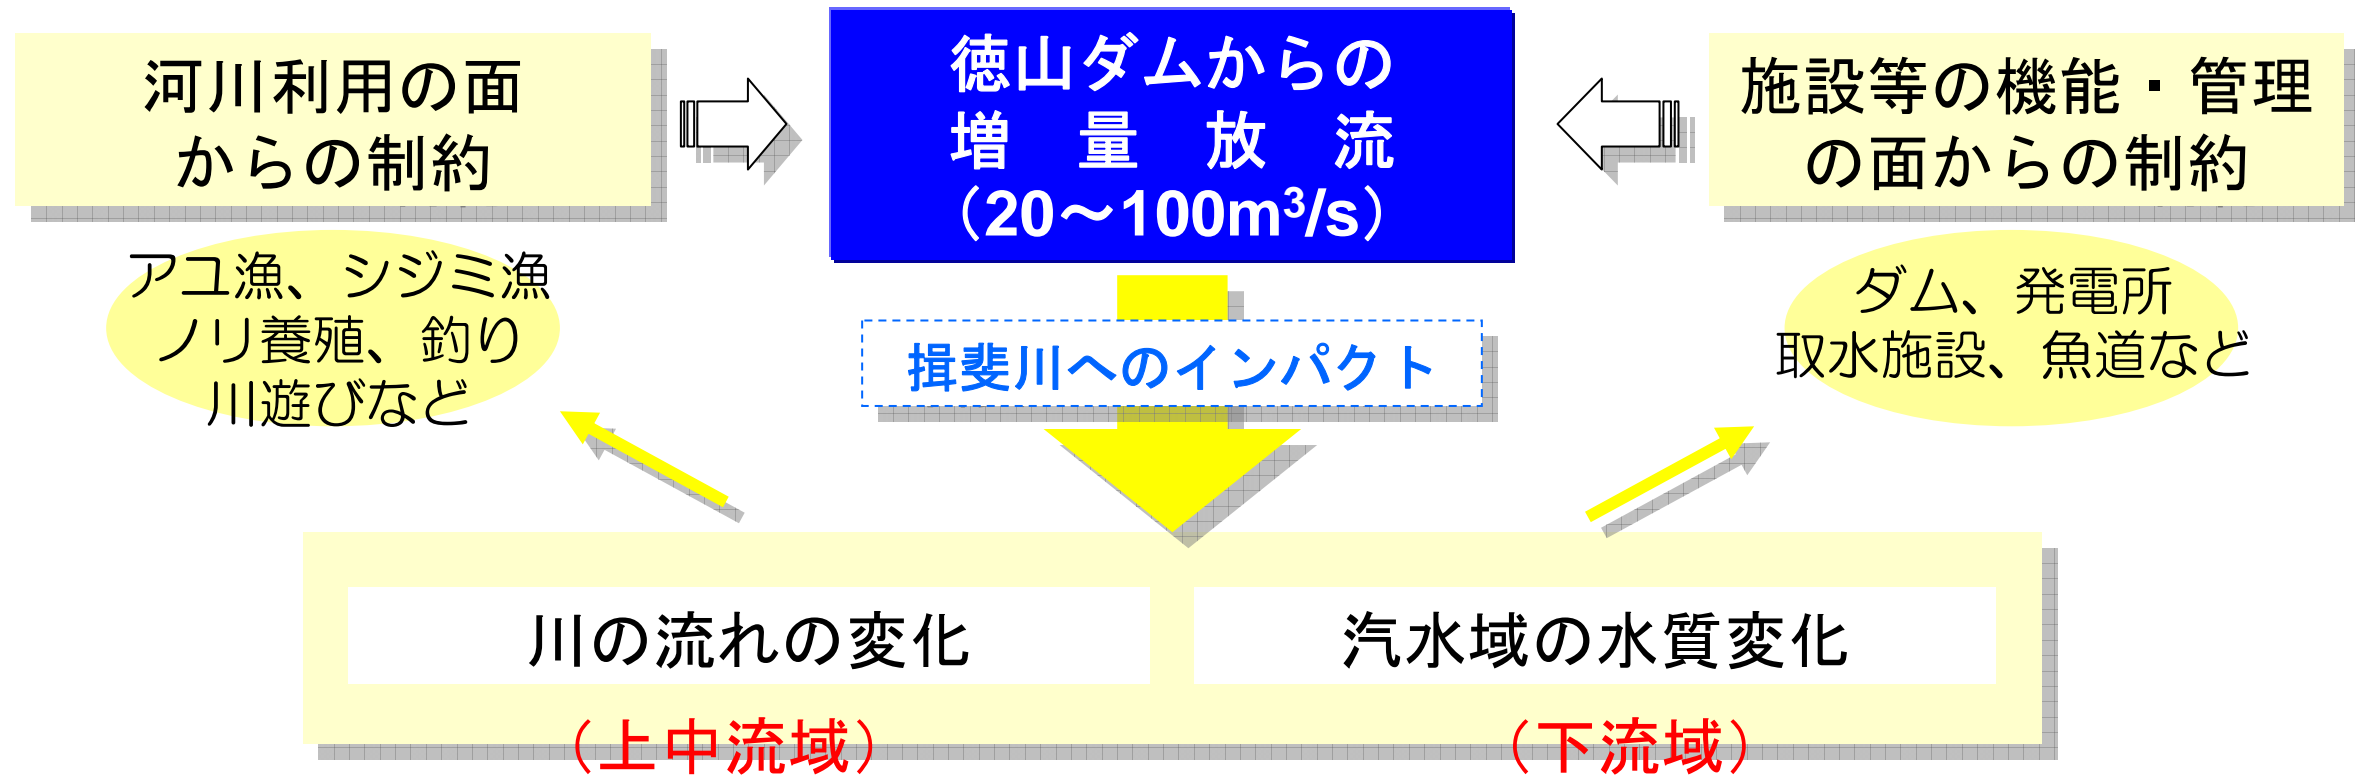 河川利用の面
からの制約
徳山ダムからの
増　量　放　流
（20～100m³/s）
施設等の機能・管理
の面からの制約
アユ漁、シジミ漁
ノリ養殖、釣り
川遊びなど
揖斐川へのインパクト
ダム、発電所
取水施設、魚道など
川の流れの変化
汽水域の水質変化
（上中流域）
（下流域）